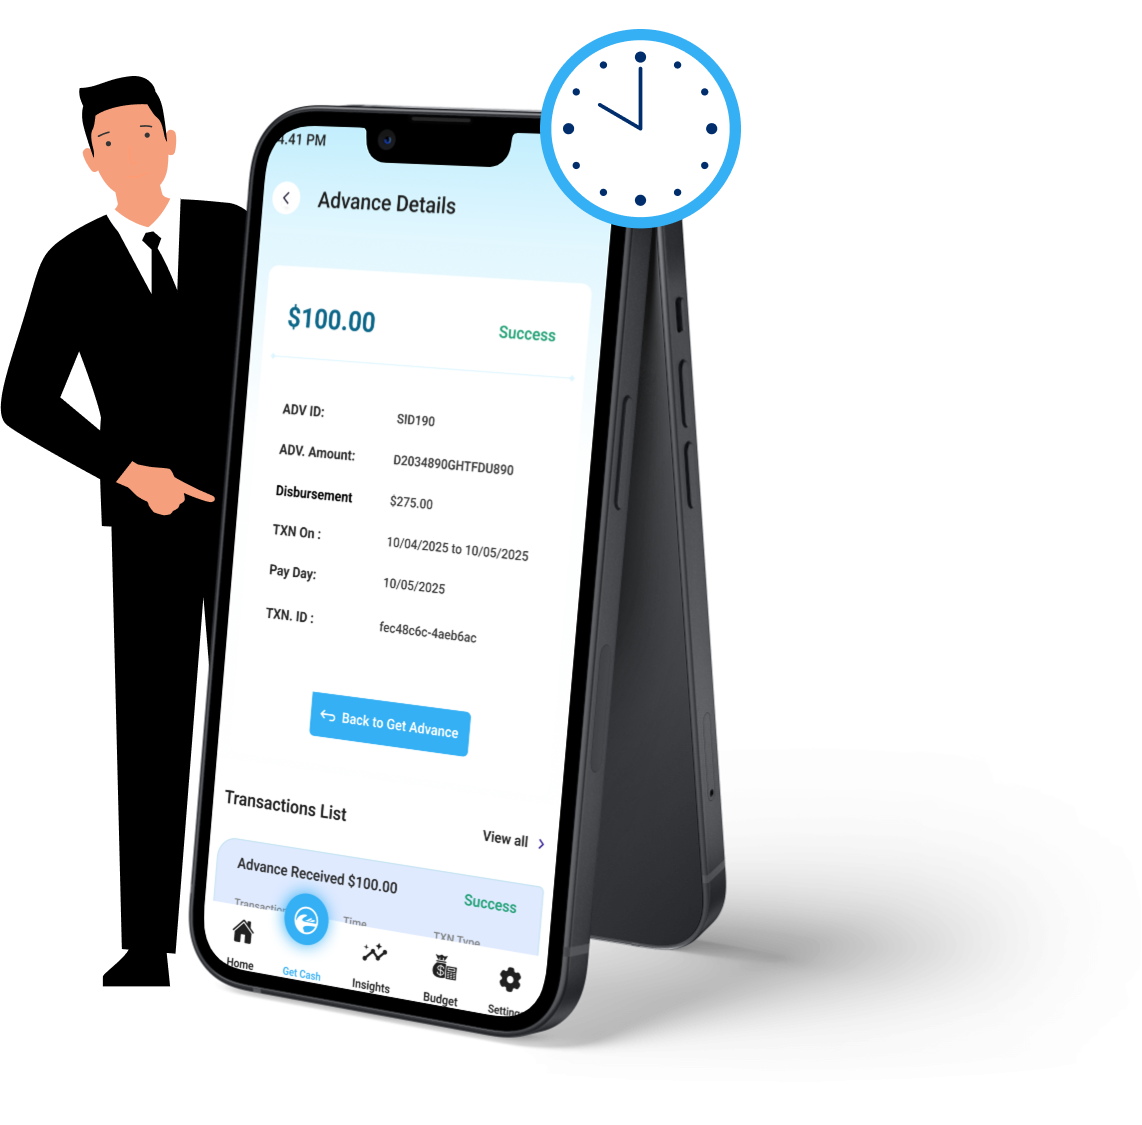 4.41 PM
Advance Details
$100.00
Success
ADV ID: SID190
ADV. Amount: D2034890GHTFDU890
Disbursement $275.00
TXN On : 10/04/2025 to 10/05/2025
Pay Day: 10/05/2025
TXN. ID : fec48c6c-4aeb6ac
Back to Get Advance
Transactions List
View all
Advance Received $100.00
Success
Time TXN Type
Home Get Cash Insights Budget